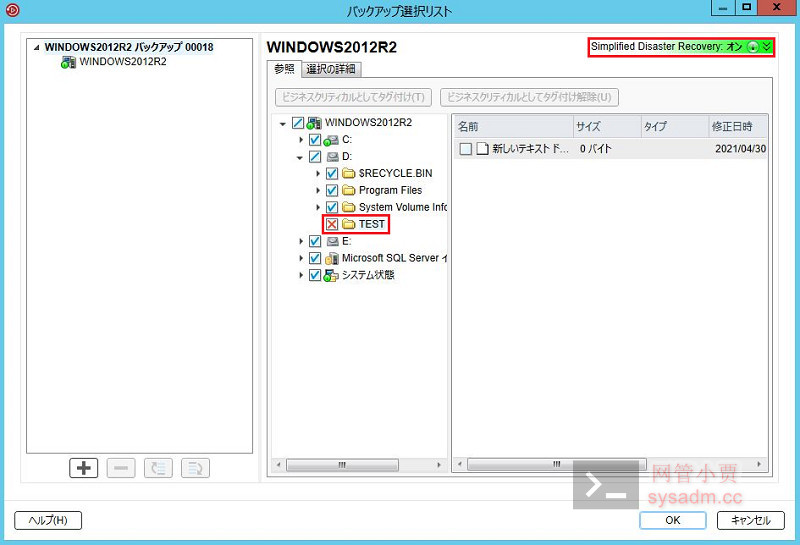 バックアップ選択リスト
WINDOWS2012R2 バックアップ 00018
WINDOWS2012R2
WINDOWS2012R2
Simplified Disaster Recovery: オン
参照
選択の詳細
ビジネスクリティカルとしてタグ付け(T)
ビジネスクリティカルとしてタグ付け解除(U)
WINDOWS2012R2
C:
D:
$RECYCLE.BIN
Program Files
System Volume Info
TEST
E:
Microsoft SQL Server イ
システム状態
名前
サイズ
タイプ
修正日時
新しいテキスト ド...
0 バイト
2021/04/30
网管小贾
sysadm.cc
ヘルプ(H)
OK
キャンセル